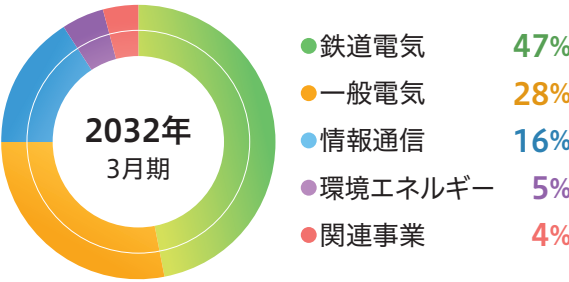 2032年
3月期
鉄道電気 47%
一般電気 28%
情報通信 16%
環境エネルギー 5%
関連事業 4%